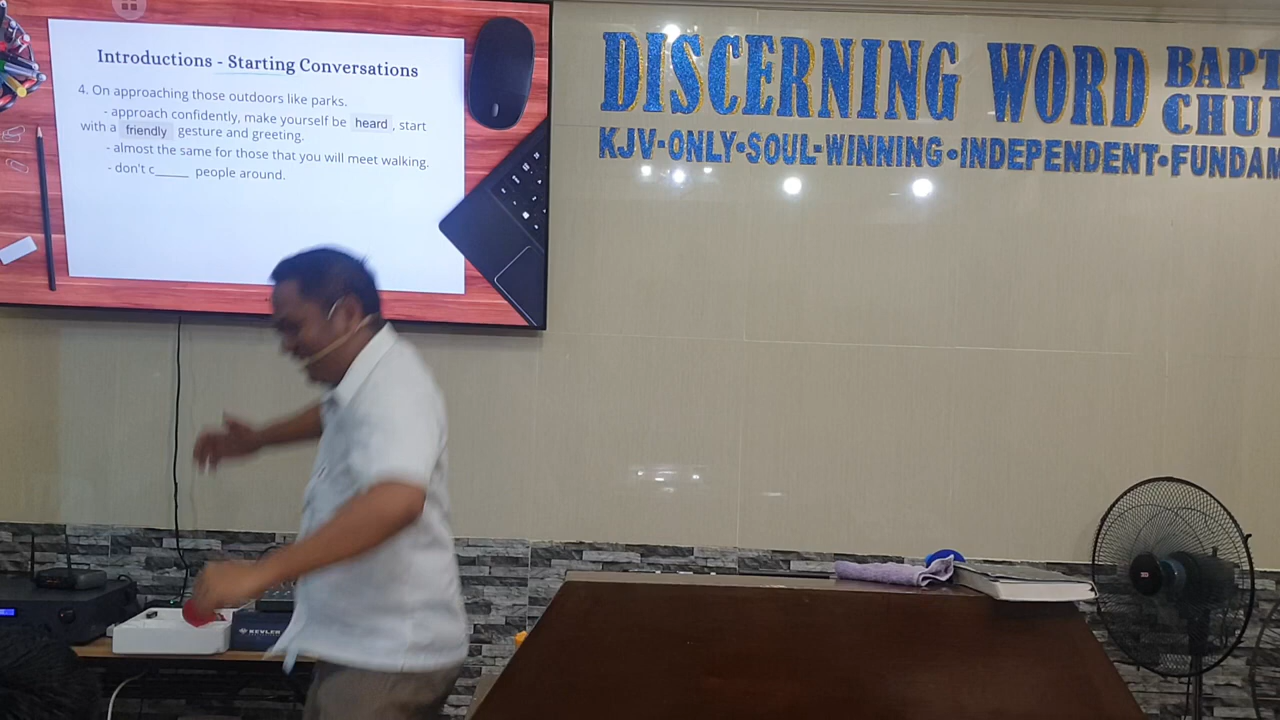 Introductions - Starting Conversations
4. On approaching those outdoors like parks.
- approach confidently, make yourself be heard , start
with a friendly gesture and greeting.
- almost the same for those that you will meet walking.
- don't c_____ people around.
DISCERNING WORD
BAPT
CHU
KJV-ONLY•SOUL-WINNING•INDEPENDENT•FUNDAM
KEVLER